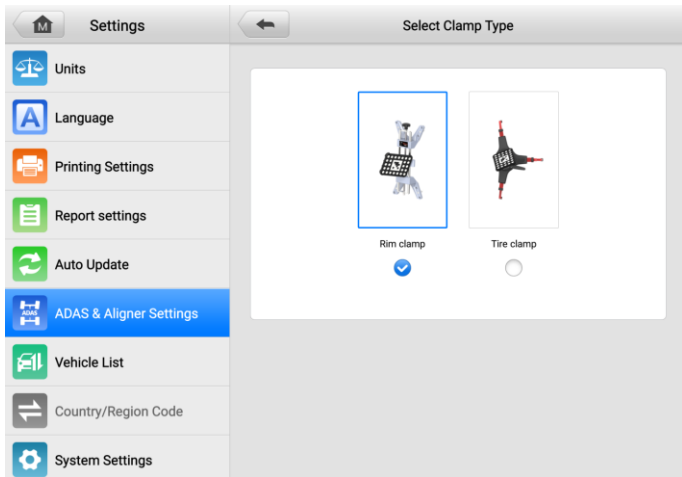 M
Settings
Select Clamp Type
Units
A
Language
Printing Settings
Report settings
Auto Update
ADAS
ADAS & Aligner Settings
Vehicle List
Country/Region Code
System Settings
Rim clamp
Tire clamp